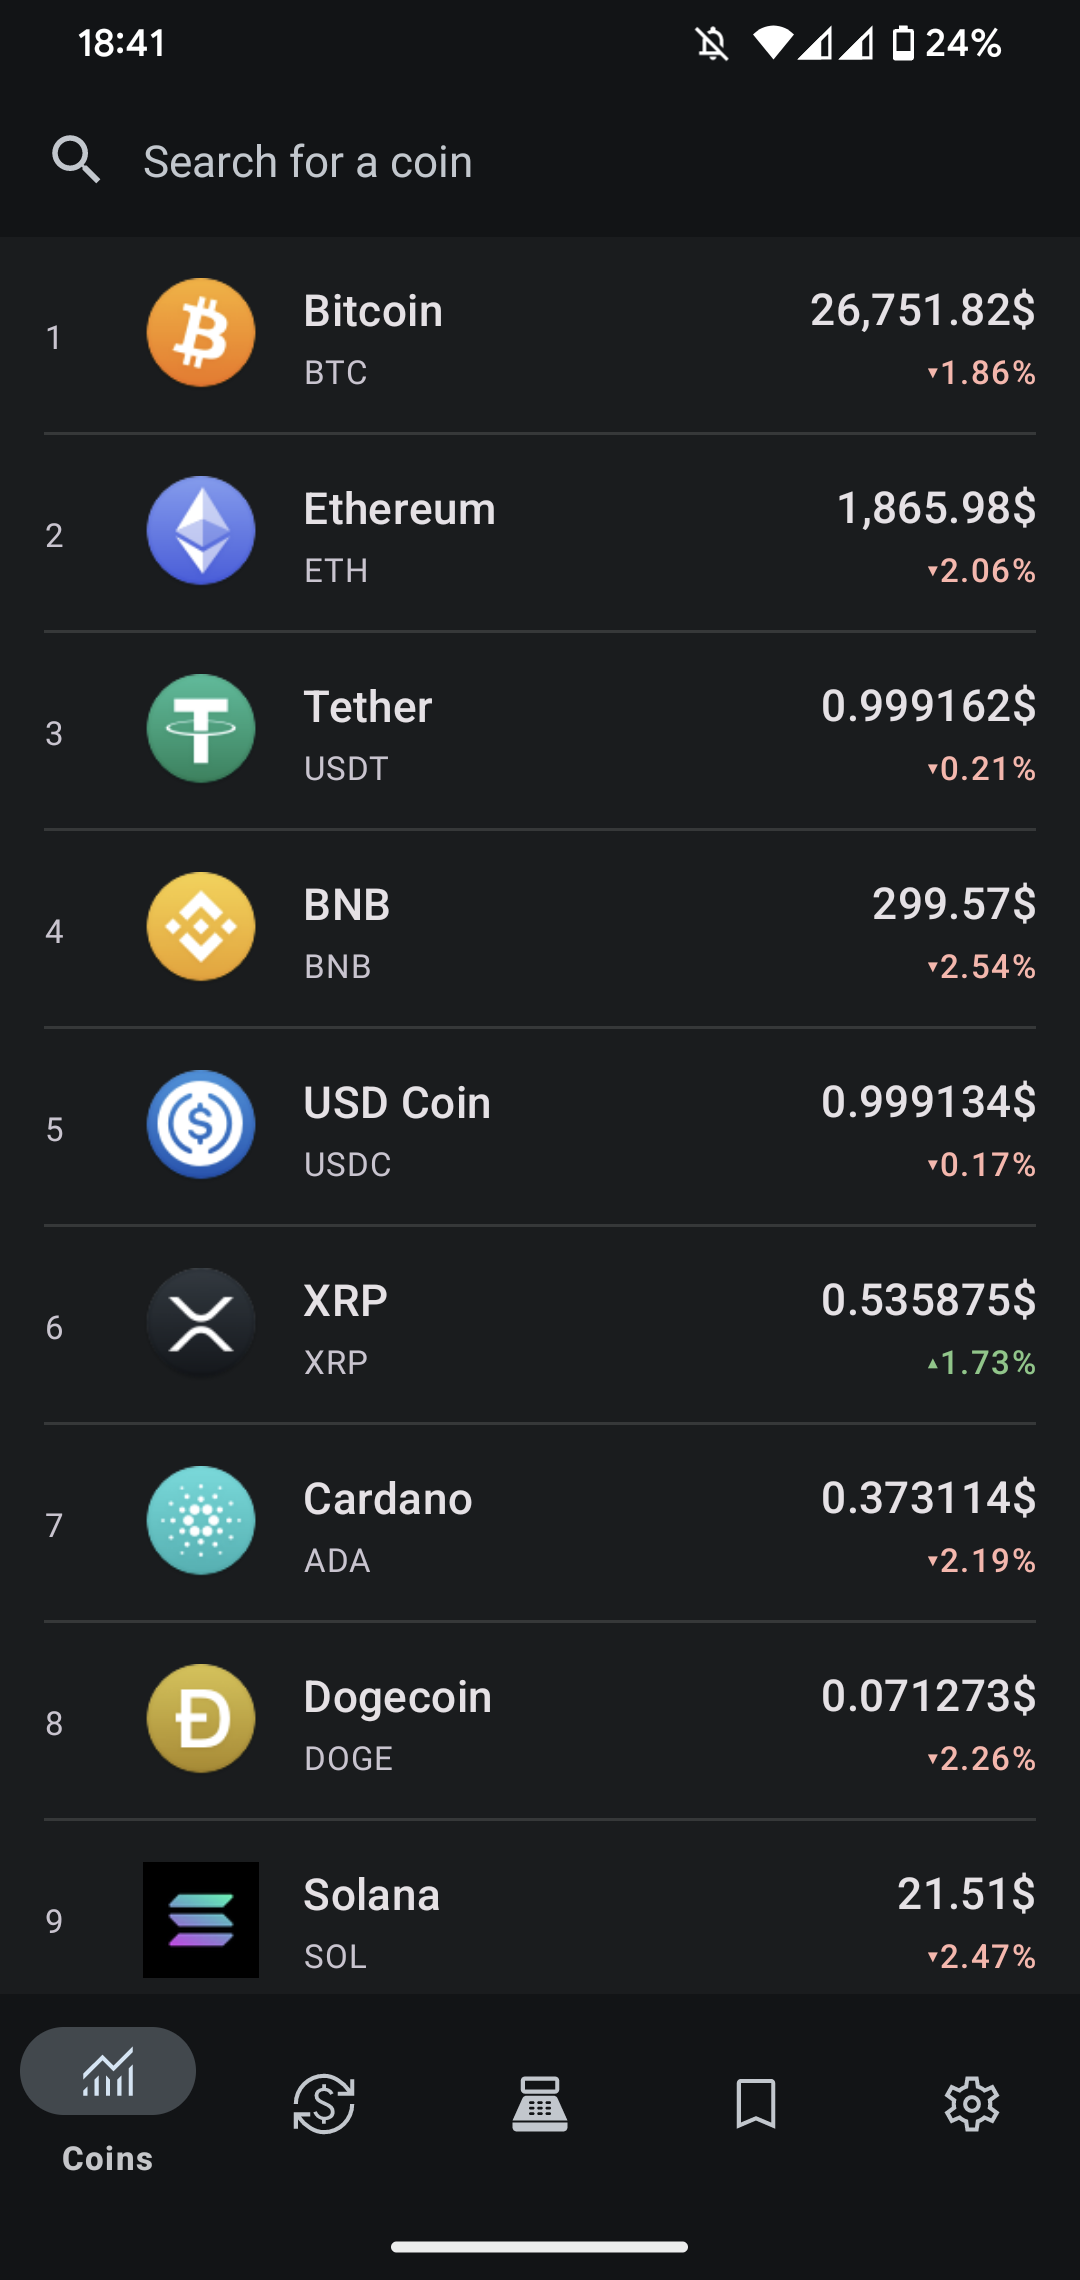 18:41 24%
Search for a coin
1 Bitcoin 26,751.82$
BTC ▾1.86%
2 Ethereum 1,865.98$
ETH ▾2.06%
3 Tether 0.999162$
USDT ▾0.21%
4 BNB 299.57$
BNB ▾2.54%
5 USD Coin 0.999134$
USDC ▾0.17%
6 XRP 0.535875$
XRP ▴1.73%
7 Cardano 0.373114$
ADA ▾2.19%
8 Dogecoin 0.071273$
DOGE ▾2.26%
9 Solana 21.51$
SOL ▾2.47%
Coins